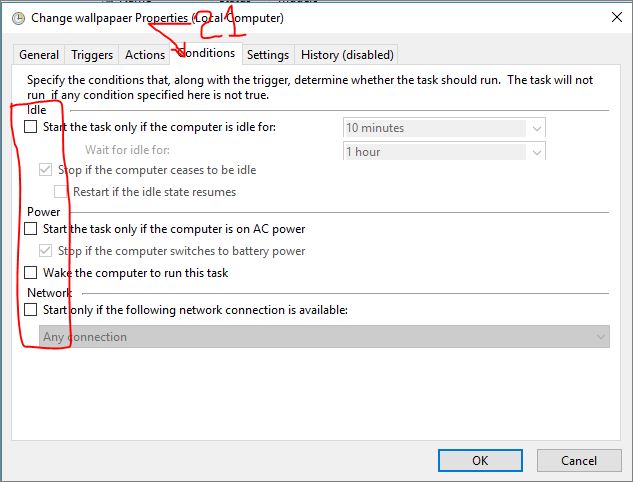 Change wallpapaer Properties (Local Computer)
21
General Triggers Actions Conditions Settings History (disabled)
Specify the conditions that, along with the trigger, determine whether the task should run. The task will not
run if any condition specified here is not true.
Idle
Start the task only if the computer is idle for: 10 minutes
Wait for idle for: 1 hour
Stop if the computer ceases to be idle
Restart if the idle state resumes
Power
Start the task only if the computer is on AC power
Stop if the computer switches to battery power
Wake the computer to run this task
Network
Start only if the following network connection is available:
Any connection
OK Cancel